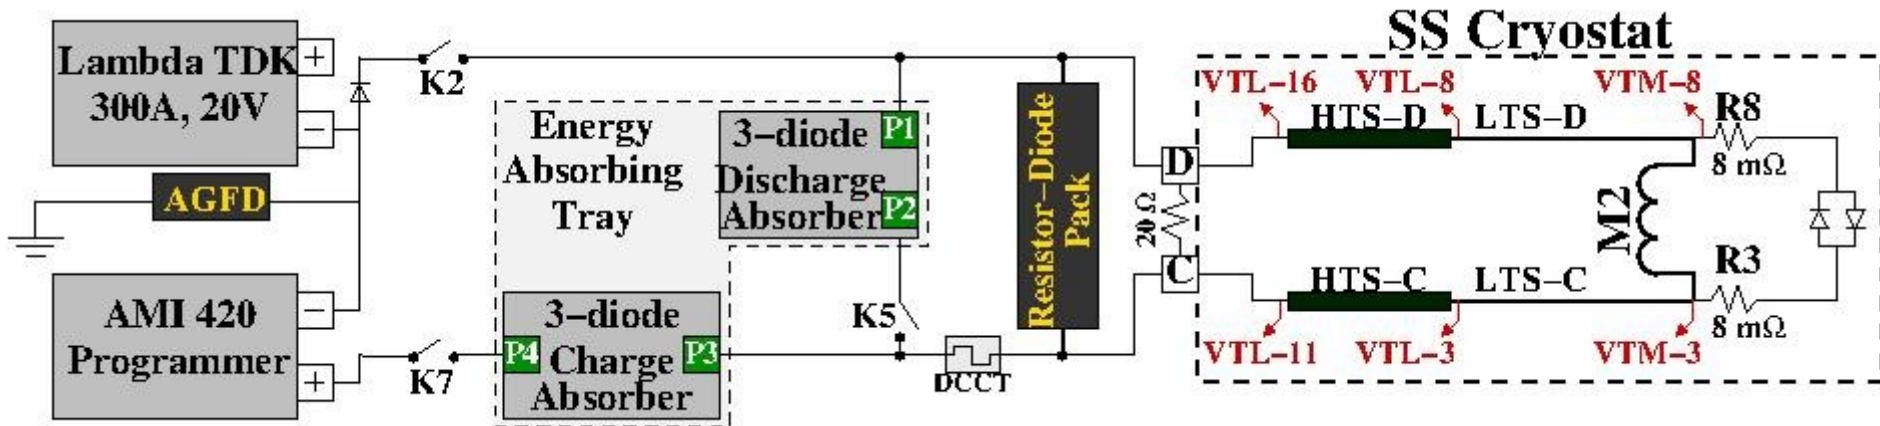 SS Cryostat
Lambda TDK
300A, 20V
+
−
K2
Energy
Absorbing
Tray
3−diode
Discharge
Absorber
P1
P2
Resistor−Diode
Pack
D
20 Ω
C
VTL−16
VTL−8
VTM−8
HTS−D
LTS−D
R8
8 mΩ
M2
AGFD
AMI 420
Programmer
−
+
K7
3−diode
Charge
Absorber
P4
P3
K5
DCCT
HTS−C
LTS−C
R3
8 mΩ
VTL−11
VTL−3
VTM−3